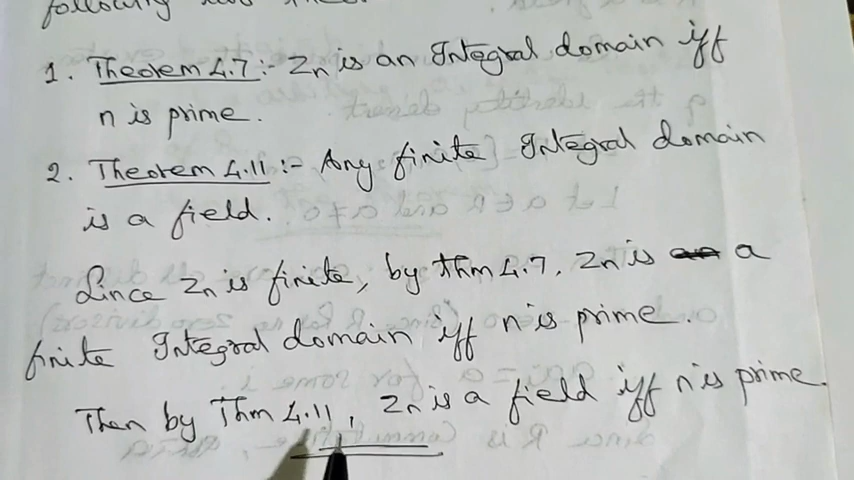 following two
1. Theorem 4.7:- Zn is an Integral domain iff
n is prime.
2. Theorem 4.11:- Any finite Integral domain
is a field.
Since Zn is finite, by thm 4.7, Zn is a
finite Integral domain iff n is prime.
Then by Thm 4.11, Zn is a field iff n is prime.